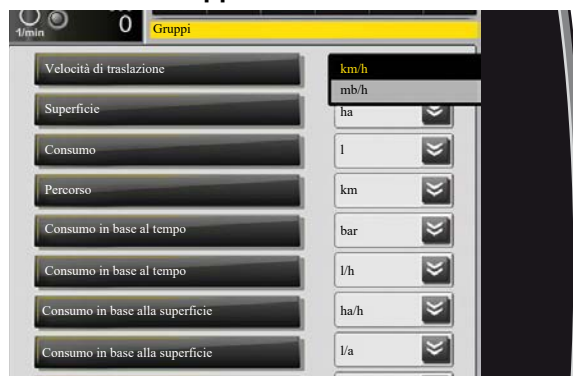 1/min
0
Gruppi
Velocità di traslazione
km/h
mb/h
Superficie
ha
Consumo
l
Percorso
km
Consumo in base al tempo
bar
Consumo in base al tempo
l/h
Consumo in base alla superficie
ha/h
Consumo in base alla superficie
l/a